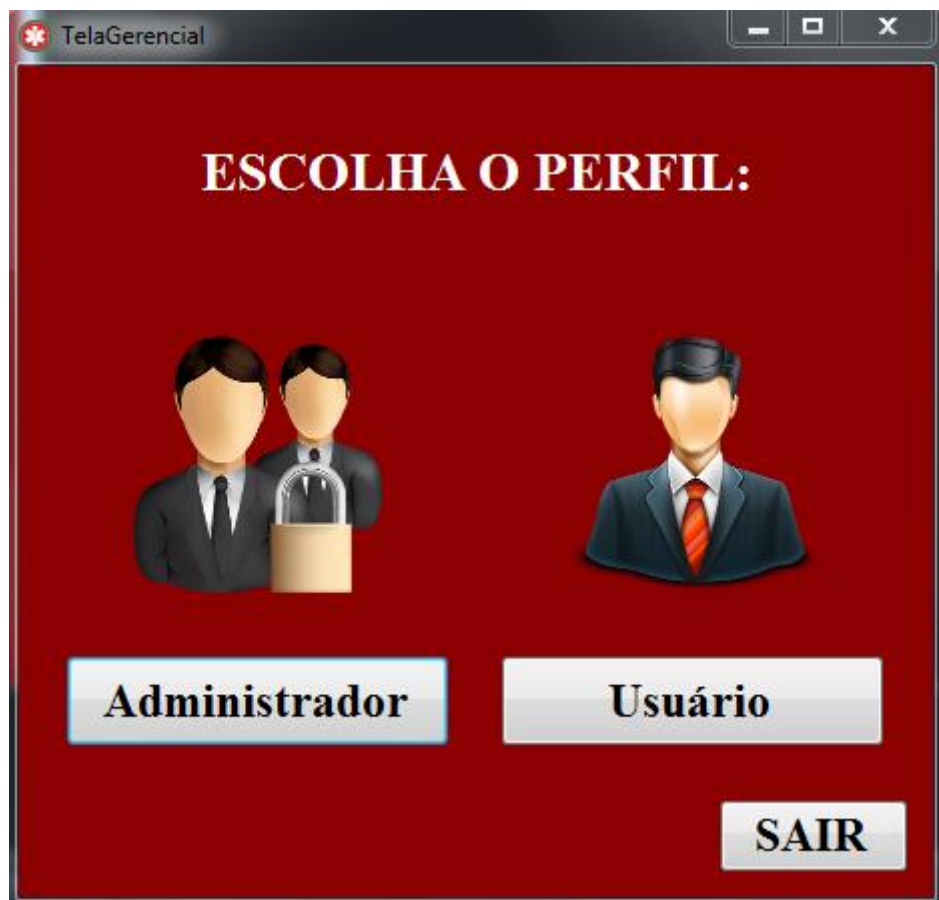 TelaGerencial
ESCOLHA O PERFIL:
Administrador
Usuário
SAIR